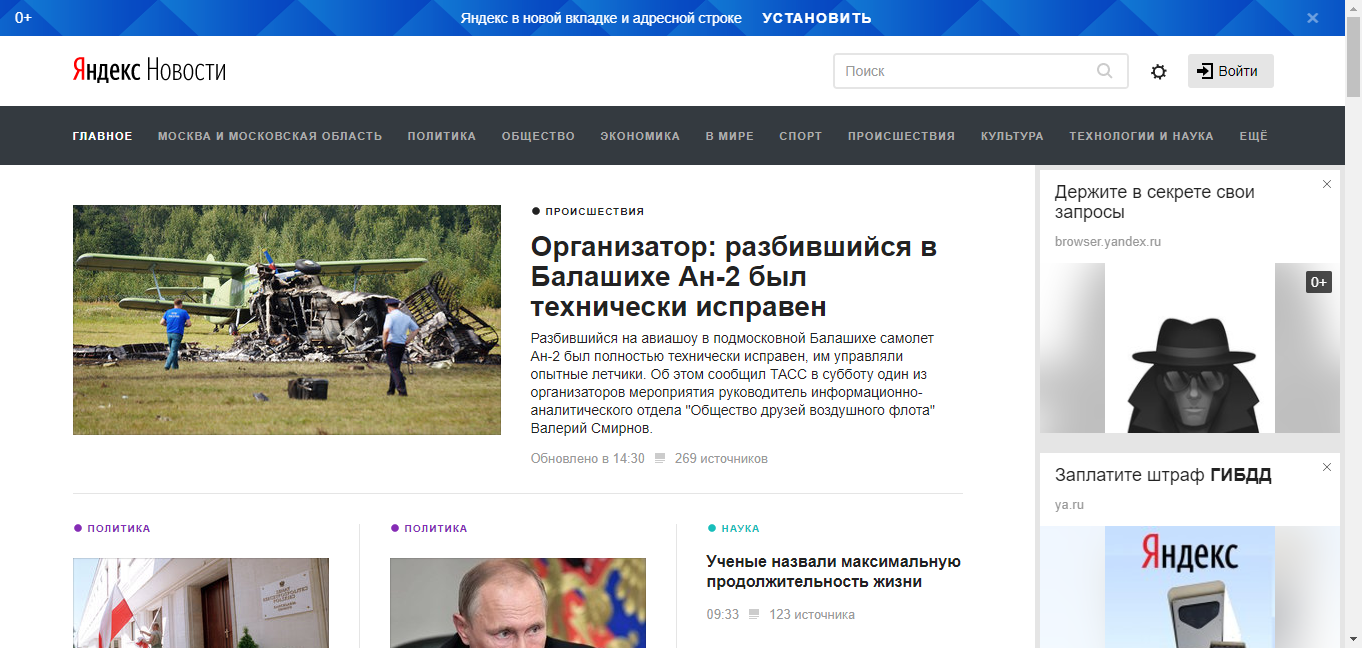 0+
Яндекс в новой вкладке и адресной строке УСТАНОВИТЬ
Яндекс Новости
Поиск
Войти
ГЛАВНОЕ МОСКВА И МОСКОВСКАЯ ОБЛАСТЬ ПОЛИТИКА ОБЩЕСТВО ЭКОНОМИКА В МИРЕ СПОРТ ПРОИСШЕСТВИЯ КУЛЬТУРА ТЕХНОЛОГИИ И НАУКА ЕЩЁ
ПРОИСШЕСТВИЯ
Организатор: разбившийся в
Балашихе Ан-2 был
технически исправен
Разбившийся на авиашоу в подмосковной Балашихе самолет
Ан-2 был полностью технически исправен, им управляли
опытные летчики. Об этом сообщил ТАСС в субботу один из
организаторов мероприятия руководитель информационно-
аналитического отдела "Общество друзей воздушного флота"
Валерий Смирнов.
Обновлено в 14:30 269 источников
ПОЛИТИКА
ПОЛИТИКА
НАУКА
Ученые назвали максимальную
продолжительность жизни
09:33 123 источника
Держите в секрете свои
запросы
browser.yandex.ru
0+
Заплатите штраф ГИБДД
ya.ru
Яндекс